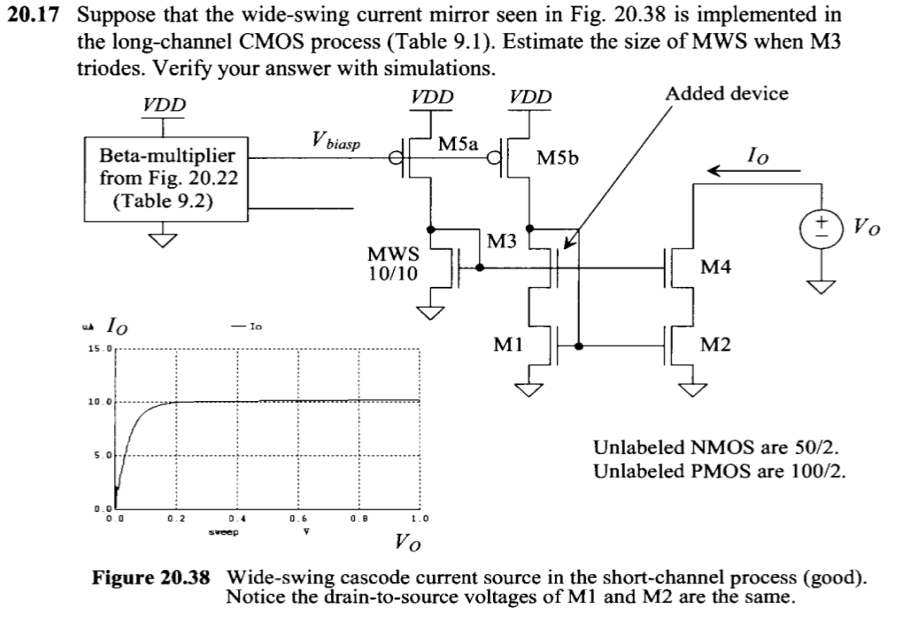 20.17 Suppose that the wide-swing current mirror seen in Fig. 20.38 is implemented in
the long-channel CMOS process (Table 9.1). Estimate the size of MWS when M3
triodes. Verify your answer with simulations.
VDD
VDD
VDD
Added device
Beta-multiplier
from Fig. 20.22
(Table 9.2)
Vbiasp
M5a
M5b
IO
VO
+
−
MWS
10/10
M3
M4
M1
M2
uA IO
Io
15.0
10.0
5.0
0.0
0.0 0.2 0.4 0.6 0.8 1.0
sweep V
VO
Unlabeled NMOS are 50/2.
Unlabeled PMOS are 100/2.
Figure 20.38 Wide-swing cascode current source in the short-channel process (good).
Notice the drain-to-source voltages of M1 and M2 are the same.